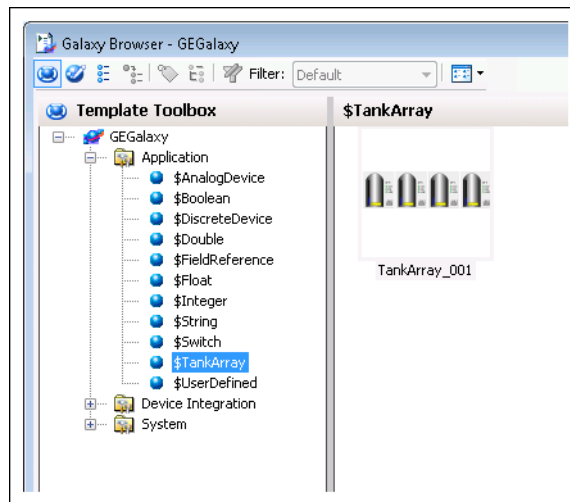 Galaxy Browser - GEGalaxy
Filter: Default
Template Toolbox
$TankArray
GEGalaxy
Application
$AnalogDevice
$Boolean
$DiscreteDevice
$Double
$FieldReference
$Float
$Integer
$String
$Switch
$TankArray
$UserDefined
Device Integration
System
TankArray_001